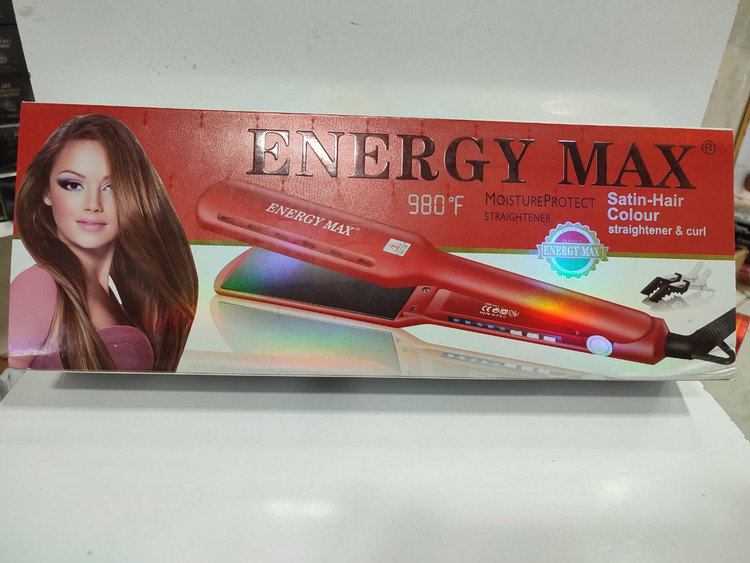 ENERGY MAX®
980°F
MOISTUREPROTECT
STRAIGHTENER
Satin-Hair
Colour
straightener & curl
ENERGY MAX
ENERGY MAX